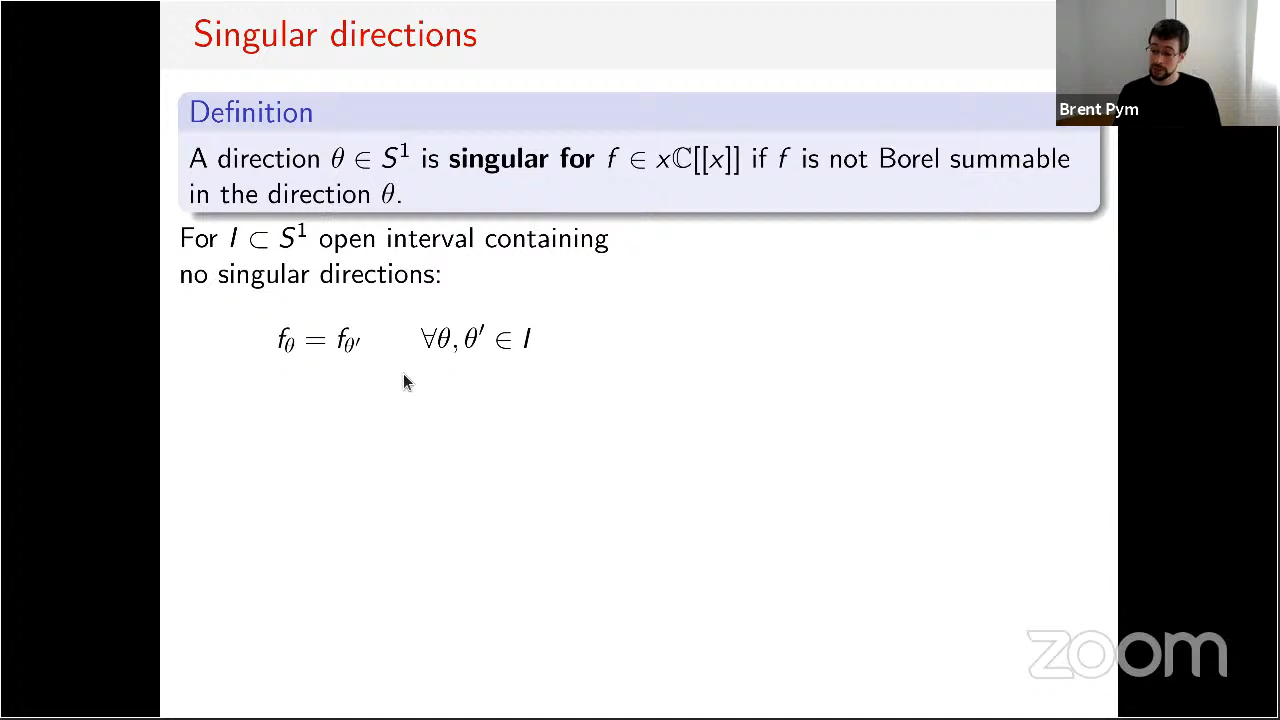 Singular directions
Definition
A direction θ ∈ S¹ is singular for f ∈ xℂ[[x]] if f is not Borel summable
in the direction θ.
For I ⊂ S¹ open interval containing
no singular directions:
f_θ = f_θ′ ∀θ, θ′ ∈ I
Brent Pym
zoom